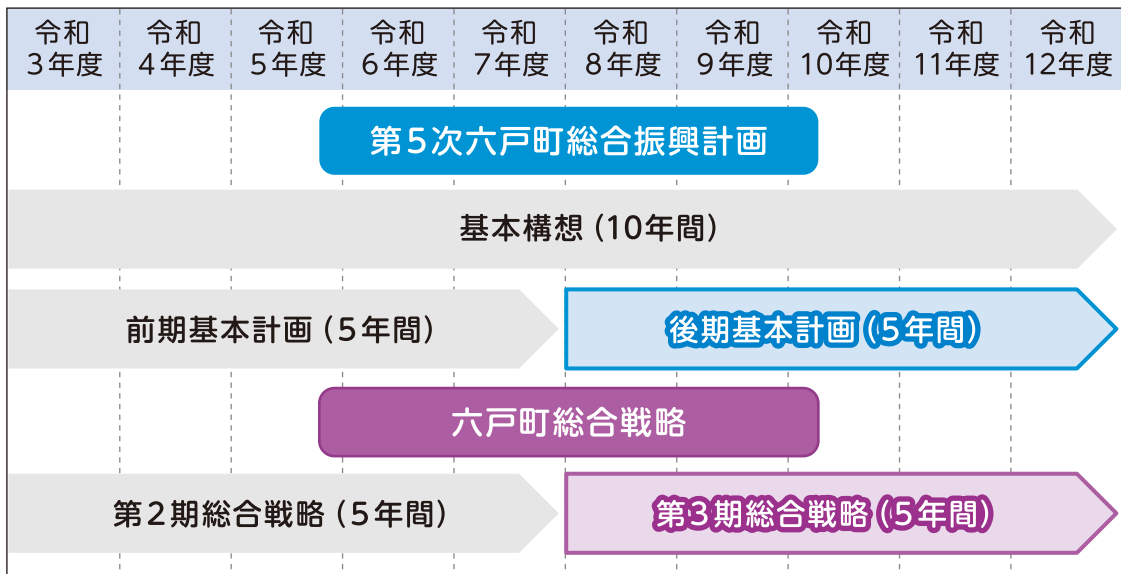 令和
3年度
令和
4年度
令和
5年度
令和
6年度
令和
7年度
令和
8年度
令和
9年度
令和
10年度
令和
11年度
令和
12年度
第5次六戸町総合振興計画
基本構想(10年間)
前期基本計画(5年間)
後期基本計画(5年間)
六戸町総合戦略
第2期総合戦略(5年間)
第3期総合戦略(5年間)